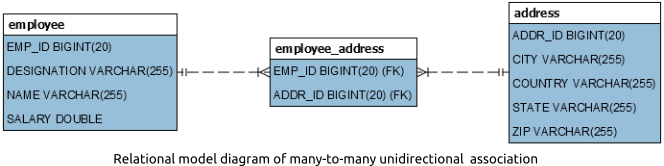 employee
EMP_ID BIGINT(20)
DESIGNATION VARCHAR(255)
NAME VARCHAR(255)
SALARY DOUBLE
employee_address
EMP_ID BIGINT(20) (FK)
ADDR_ID BIGINT(20) (FK)
address
ADDR_ID BIGINT(20)
CITY VARCHAR(255)
COUNTRY VARCHAR(255)
STATE VARCHAR(255)
ZIP VARCHAR(255)
Relational model diagram of many-to-many unidirectional association